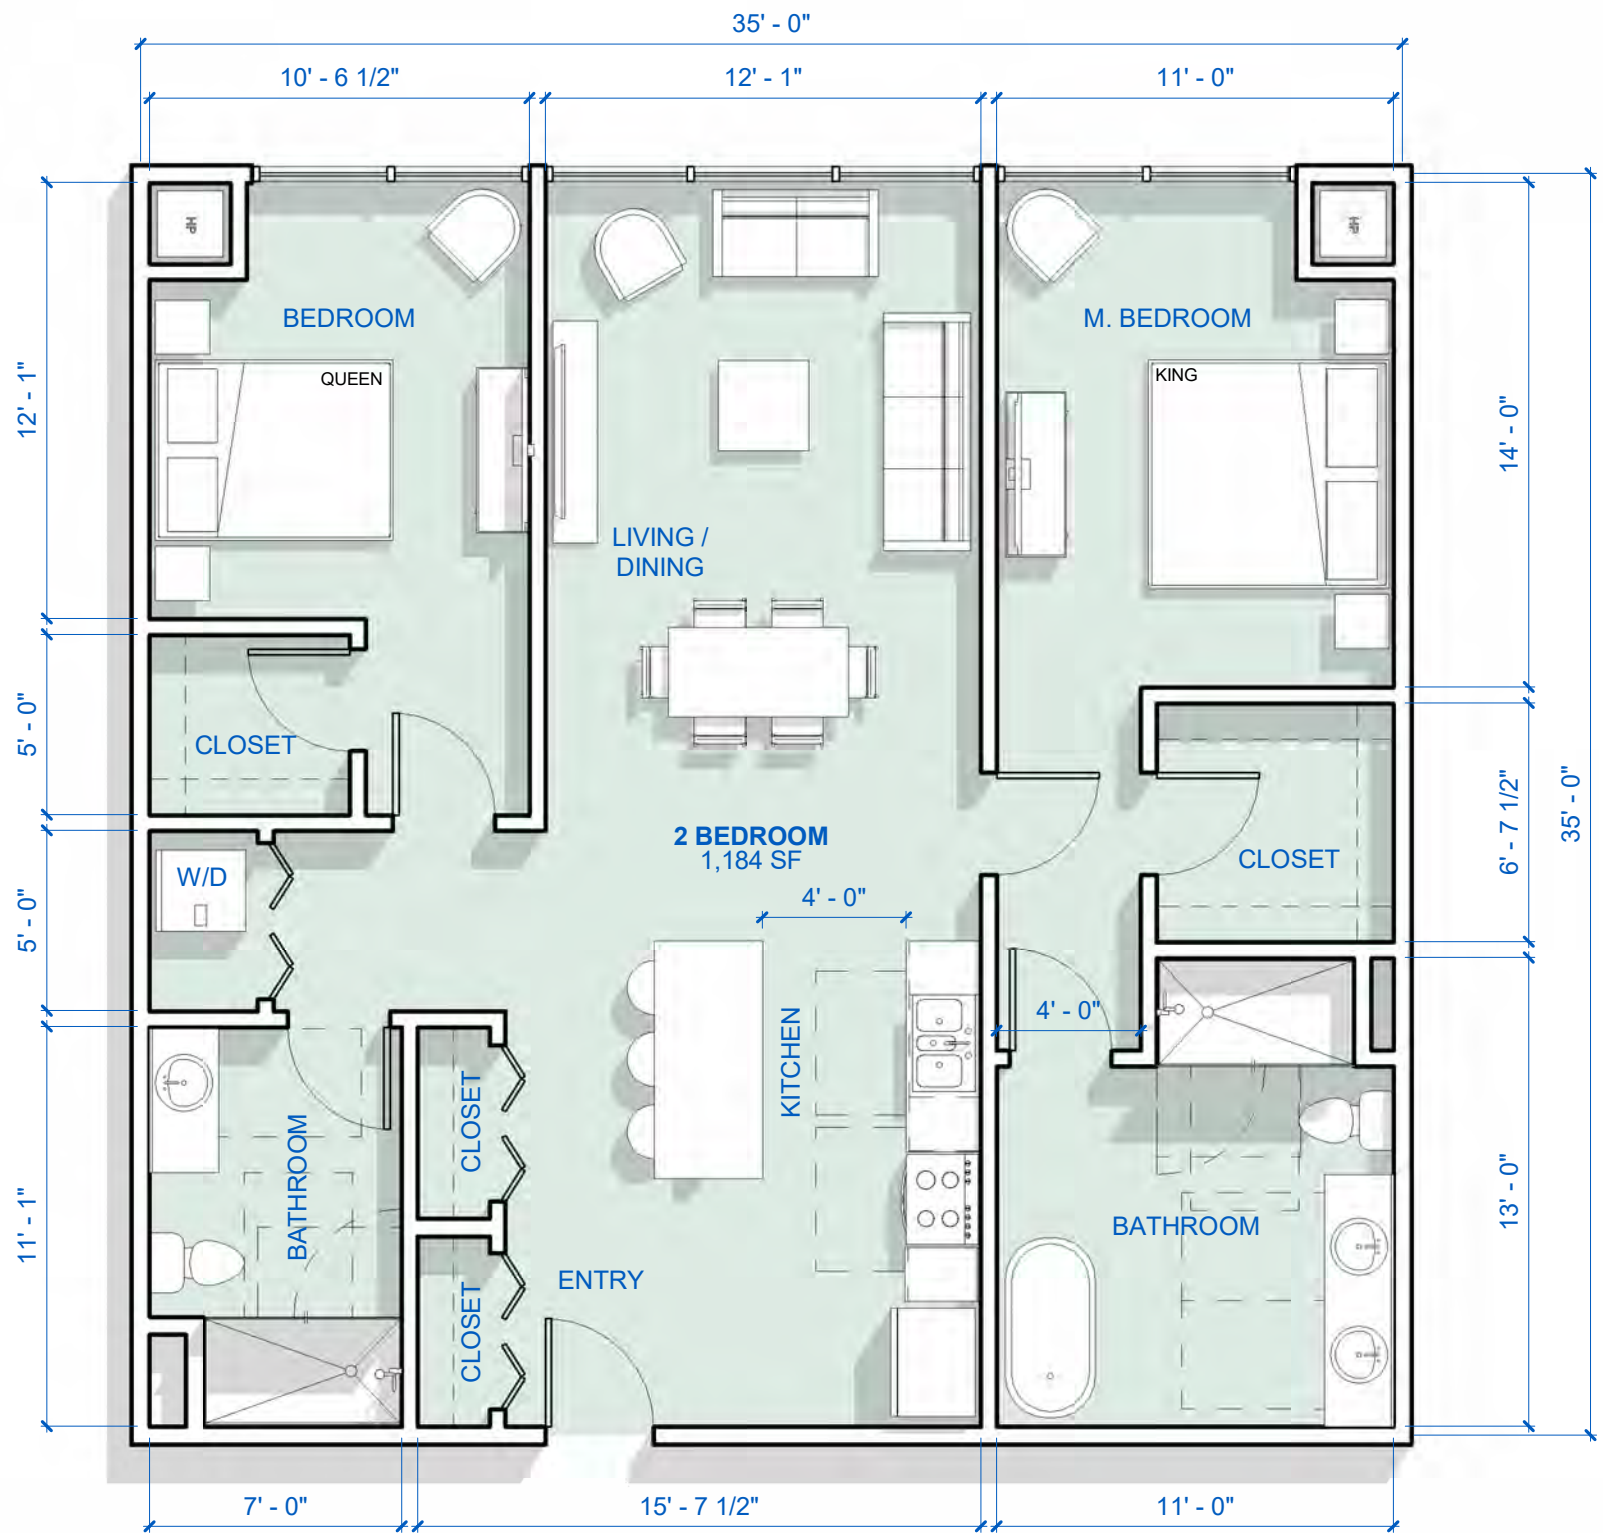 35' - 0"
10' - 6 1/2"
12' - 1"
11' - 0"
HP
HP
BEDROOM
M. BEDROOM
QUEEN
KING
12' - 1"
14' - 0"
LIVING /
DINING
5' - 0"
CLOSET
6' - 7 1/2"
35' - 0"
2 BEDROOM
1,184 SF
CLOSET
W/D
5' - 0"
4' - 0"
4' - 0"
KITCHEN
CLOSET
BATHROOM
11' - 1"
13' - 0"
BATHROOM
ENTRY
CLOSET
7' - 0"
15' - 7 1/2"
11' - 0"